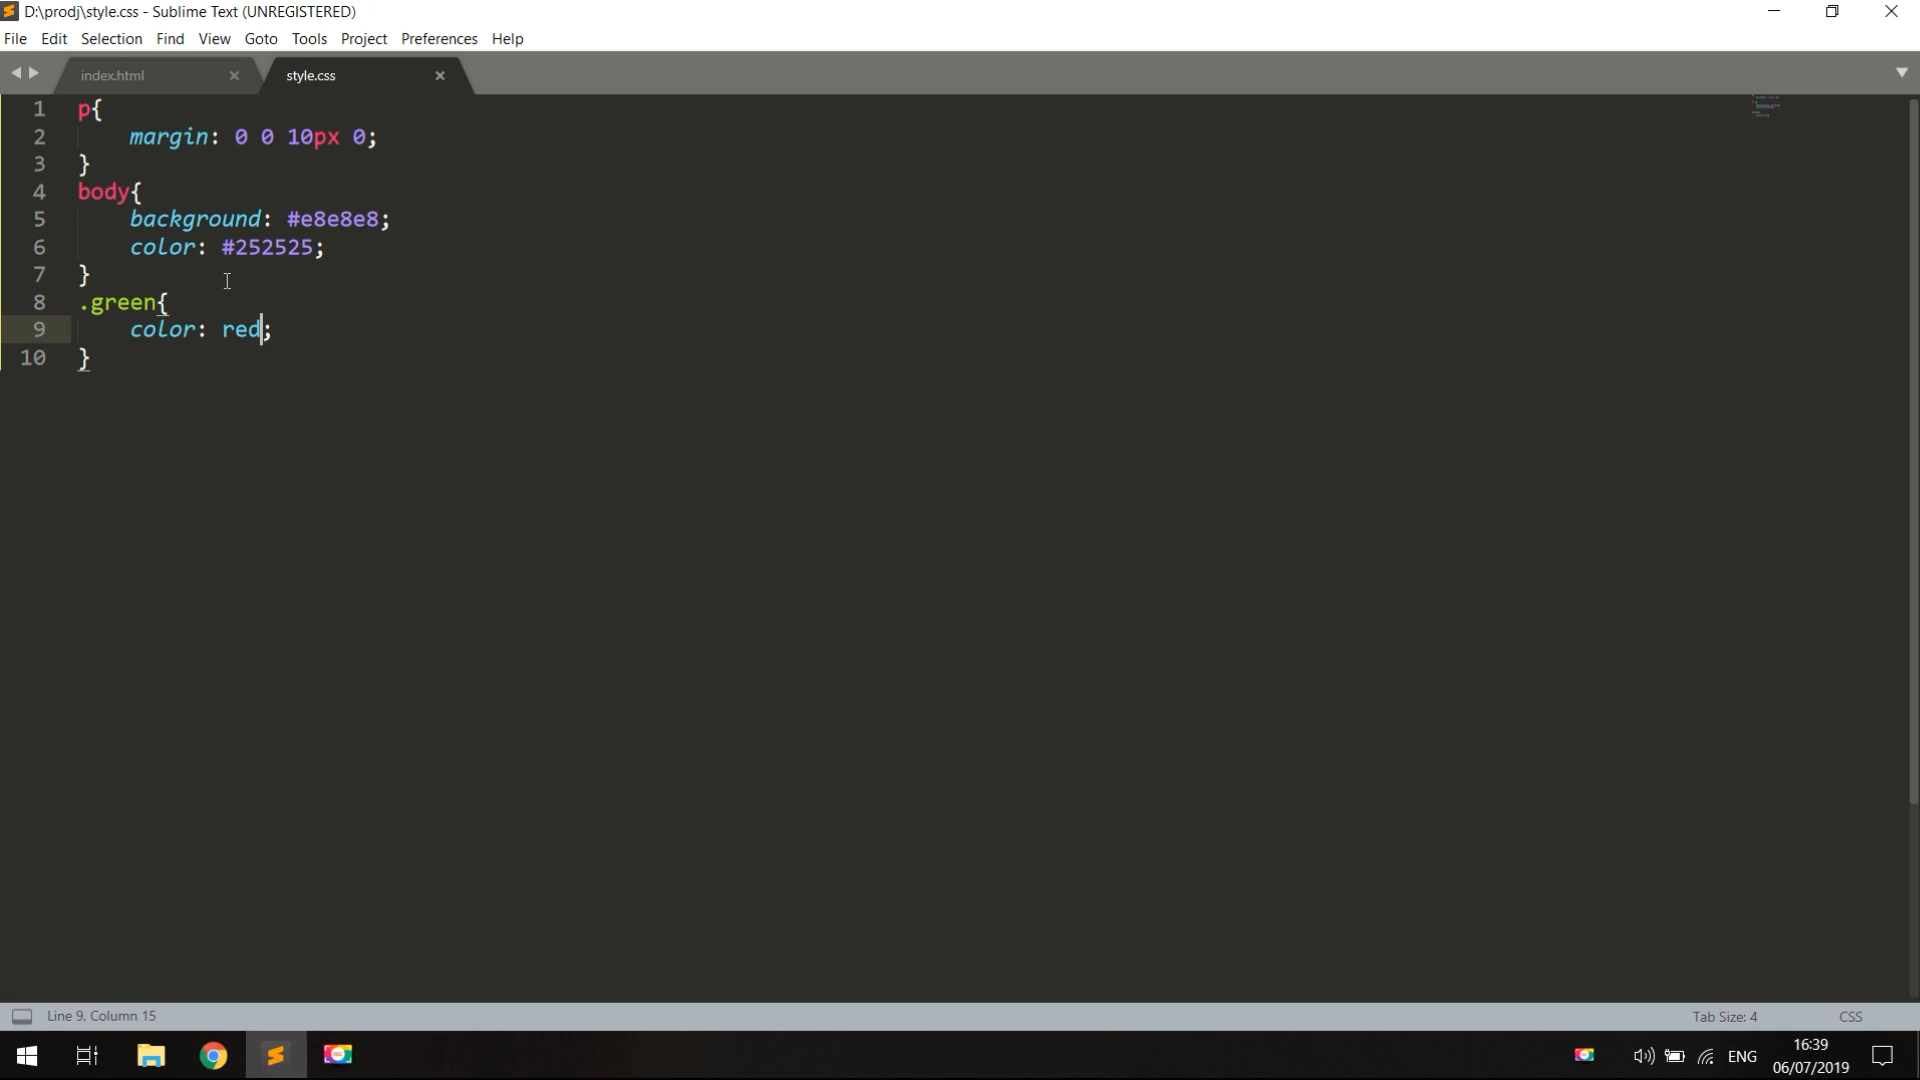 D:\prodj\style.css - Sublime Text (UNREGISTERED)
File Edit Selection Find View Goto Tools Project Preferences Help
index.html style.css
1 p{
2 margin: 0 0 10px 0;
3 }
4 body{
5 background: #e8e8e8;
6 color: #252525;
7 }
8 .green{
9 color: red;
10 }
Line 9, Column 15 Tab Size: 4 CSS
ENG 16:39
06/07/2019